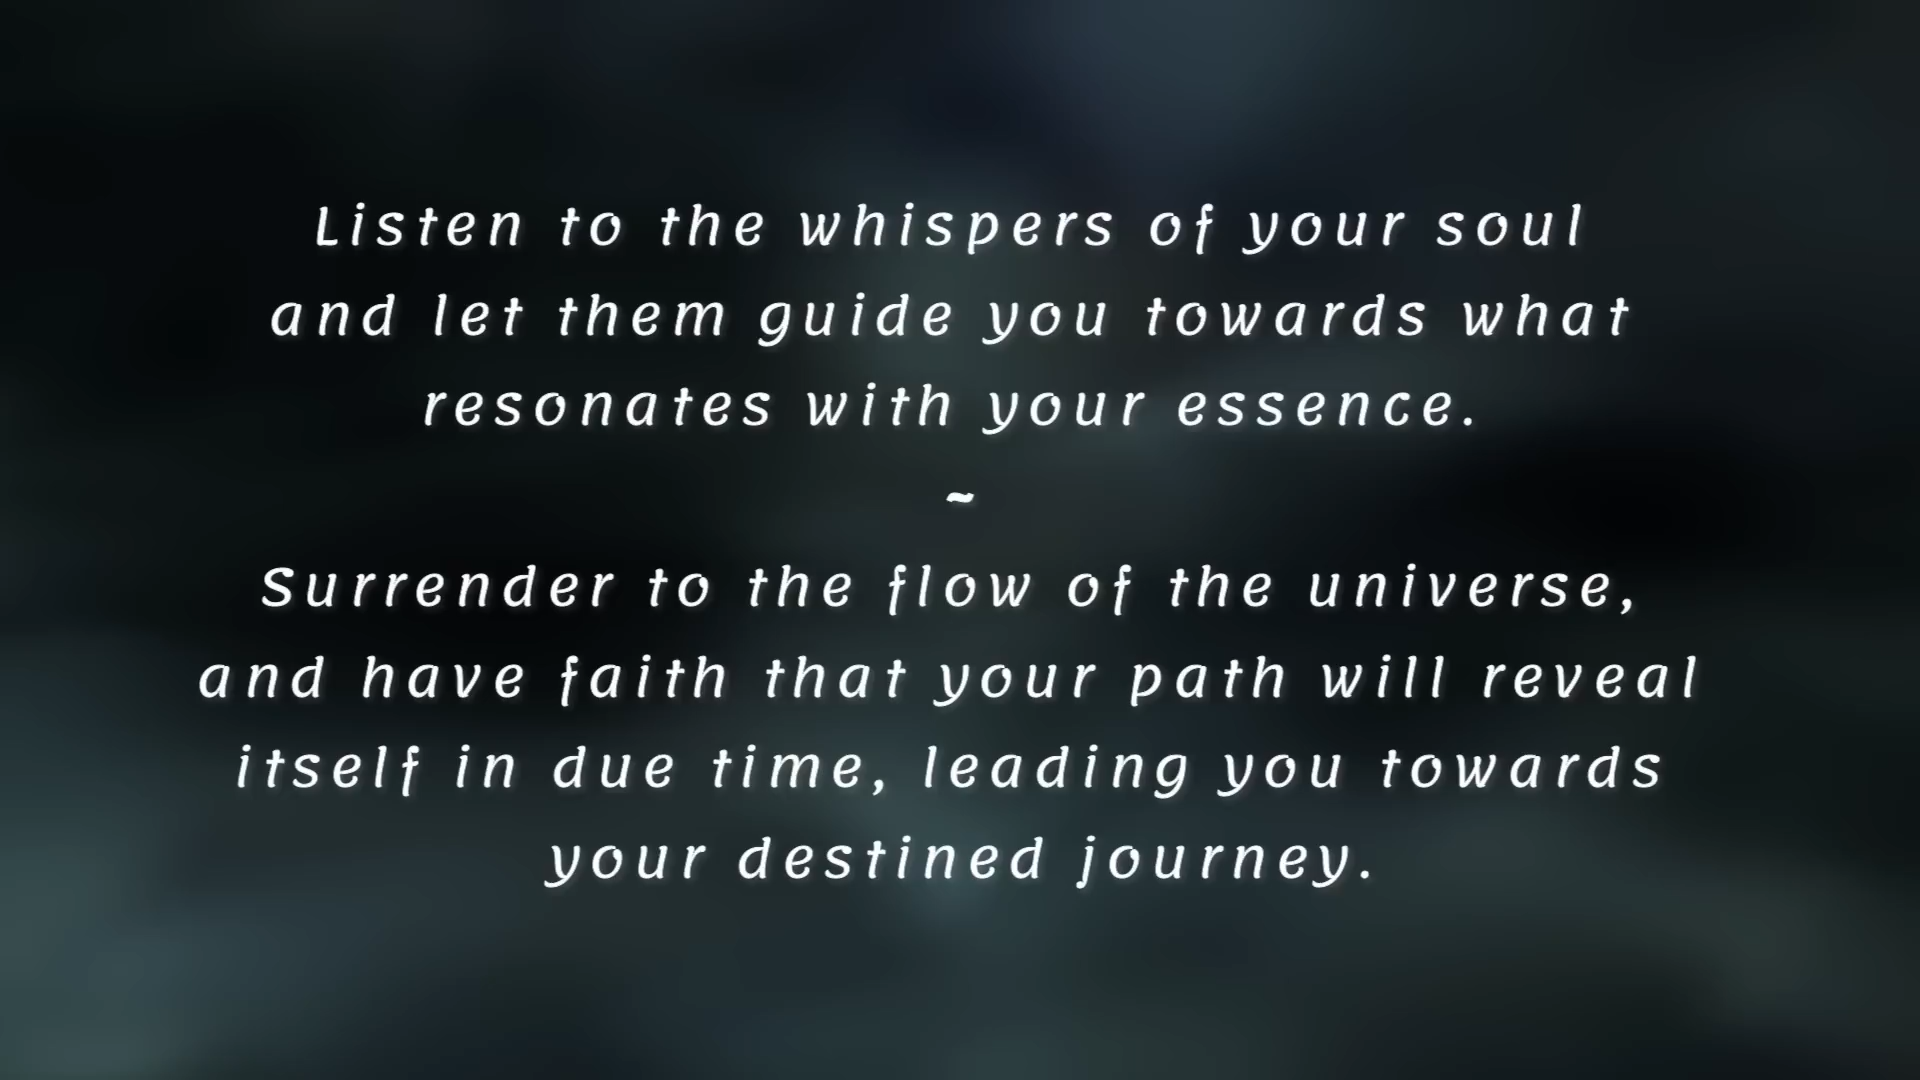 Listen to the whispers of your soul
and let them guide you towards what
resonates with your essence.
~
Surrender to the flow of the universe,
and have faith that your path will reveal
itself in due time, leading you towards
your destined journey.